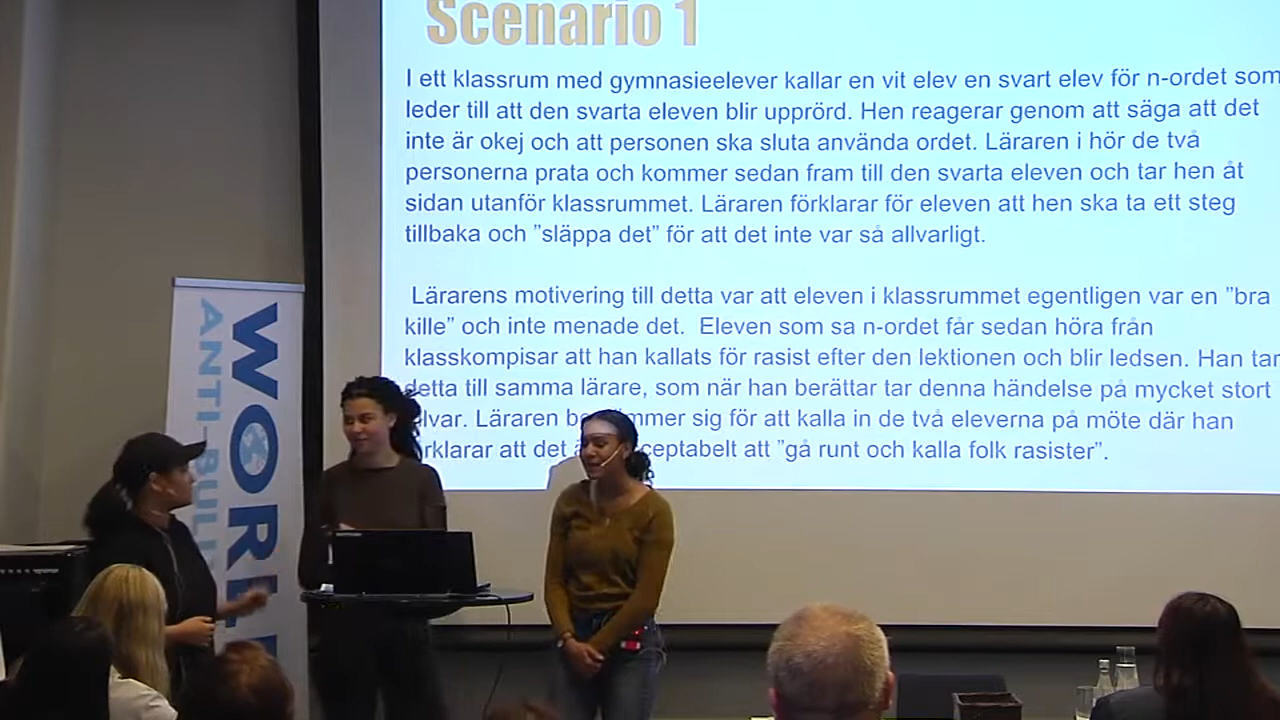 Scenario 1
I ett klassrum med gymnasieelever kallar en vit elev en svart elev för n-ordet som
leder till att den svarta eleven blir upprörd. Hen reagerar genom att säga att det
inte är okej och att personen ska sluta använda ordet. Läraren i hör de två
personerna prata och kommer sedan fram till den svarta eleven och tar hen åt
sidan utanför klassrummet. Läraren förklarar för eleven att hen ska ta ett steg
tillbaka och ”släppa det” för att det inte var så allvarligt.
Lärarens motivering till detta var att eleven i klassrummet egentligen var en ”bra
kille” och inte menade det. Eleven som sa n-ordet får sedan höra från
klasskompisar att han kallats för rasist efter den lektionen och blir ledsen. Han tar
detta till samma lärare, som när han berättar tar denna händelse på mycket stort
alvar. Läraren bestämmer sig för att kalla in de två eleverna på möte där han
förklarar att det acceptabelt att ”gå runt och kalla folk rasister”.
WORL
ANTI-BULL